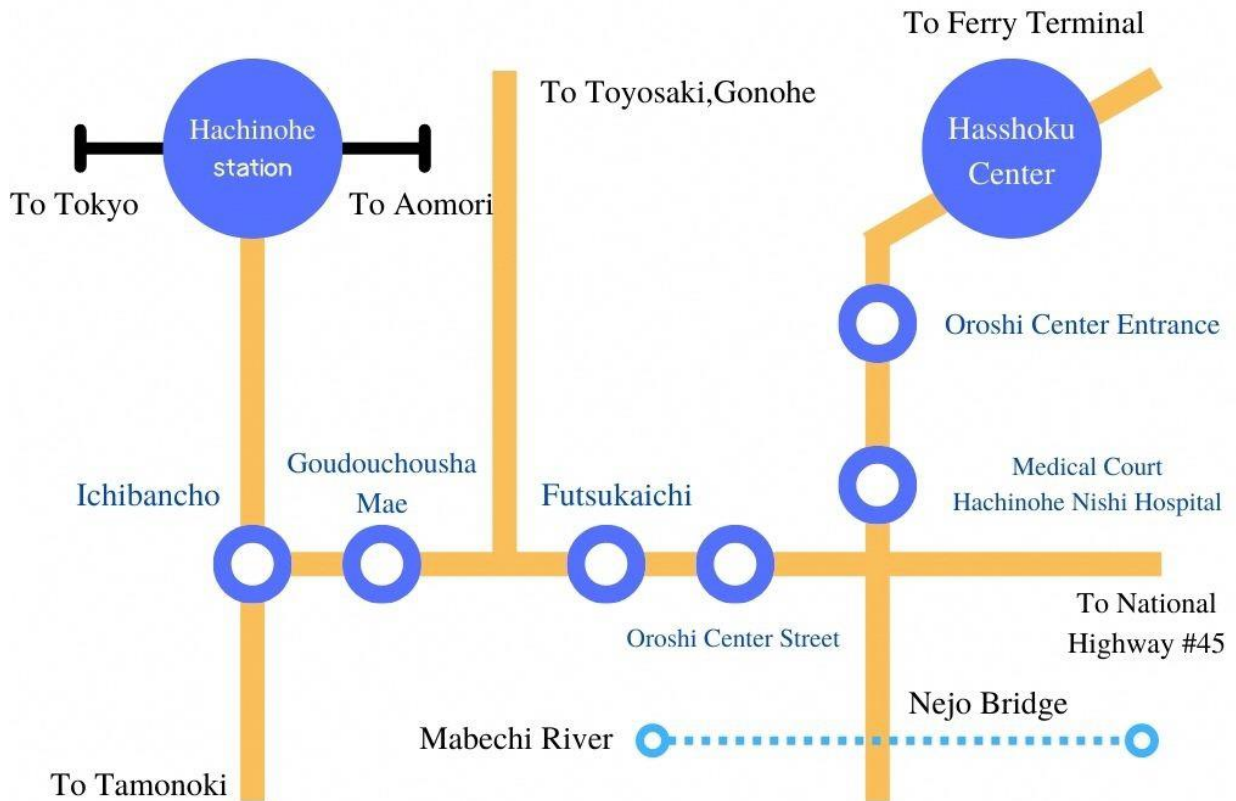 To Ferry Terminal
To Toyosaki,Gonohe
Hachinohe
station
Hasshoku
Center
To Tokyo
To Aomori
Oroshi Center Entrance
Goudouchousha
Mae
Ichibancho
Futsukaichi
Medical Court
Hachinohe Nishi Hospital
To National
Highway #45
Oroshi Center Street
Nejo Bridge
Mabechi River
To Tamonoki